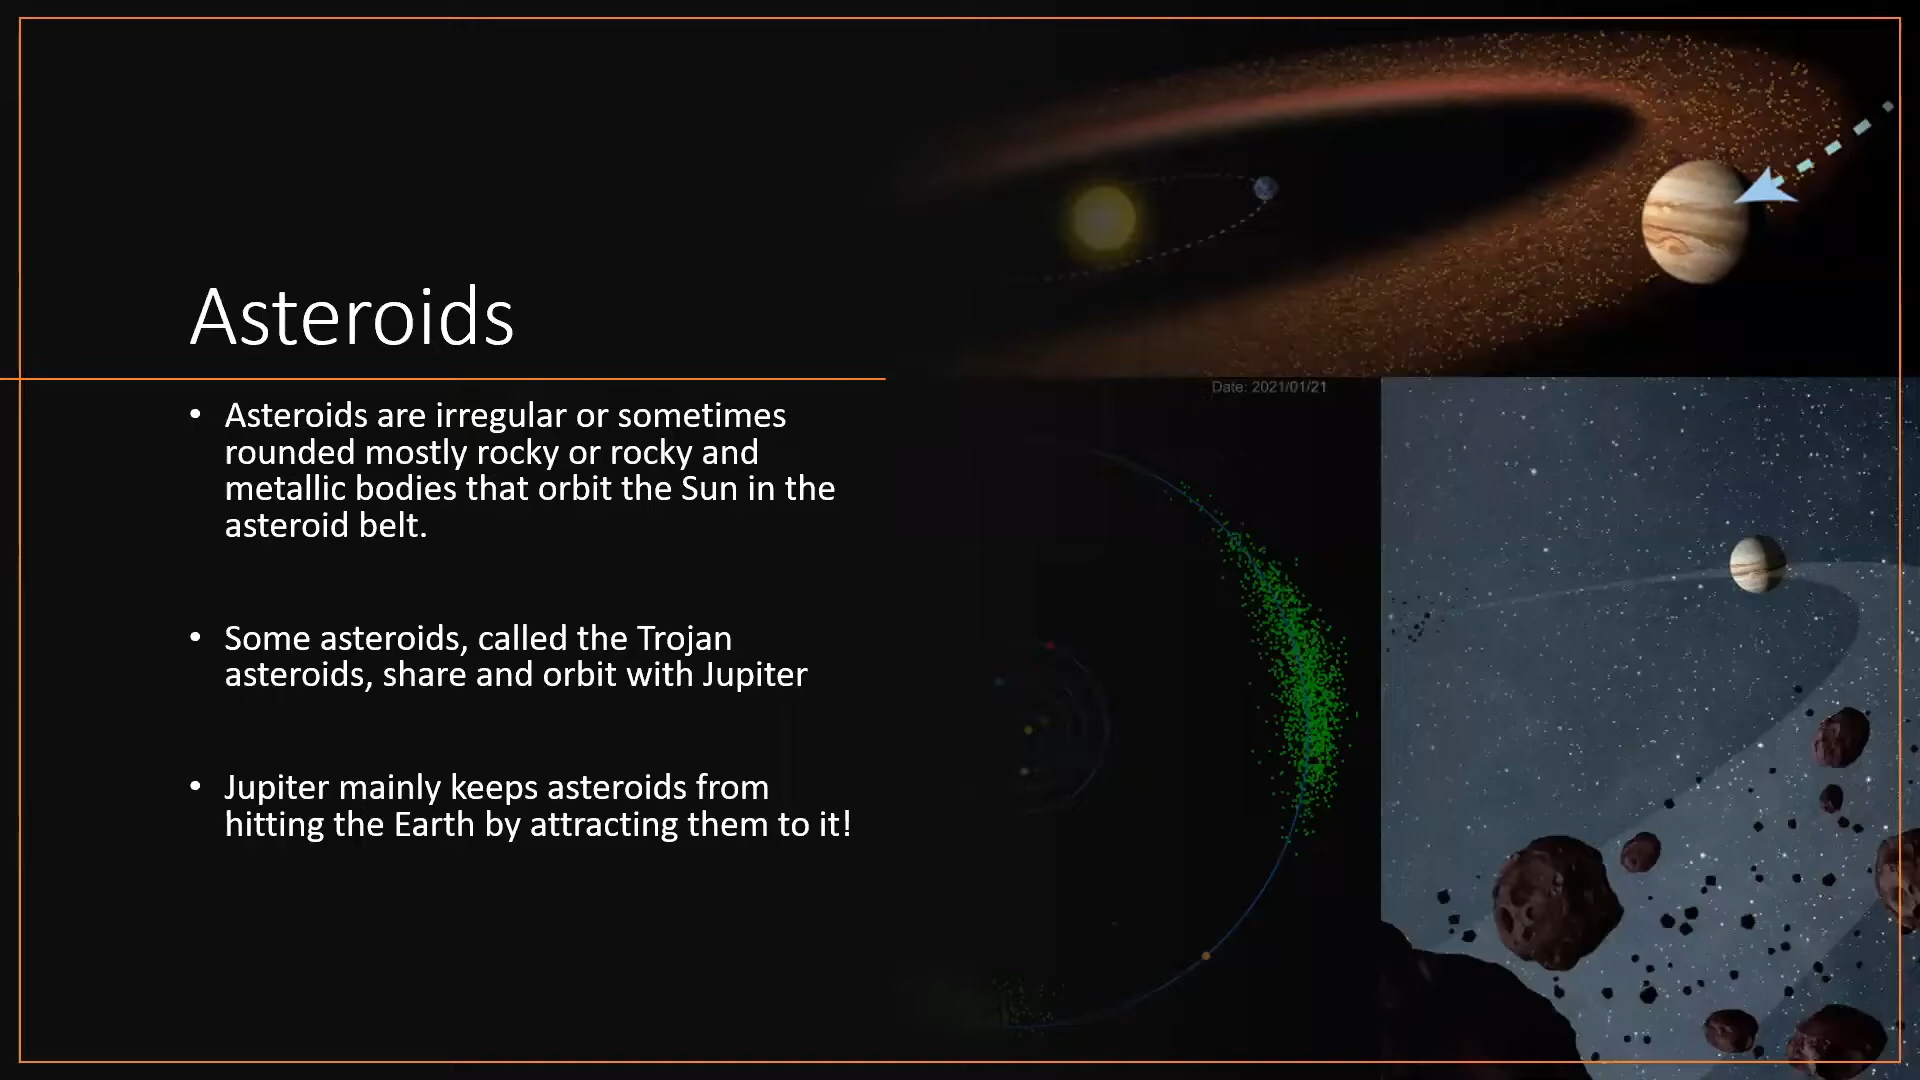 Asteroids
• Asteroids are irregular or sometimes
rounded mostly rocky or rocky and
metallic bodies that orbit the Sun in the
asteroid belt.
• Some asteroids, called the Trojan
asteroids, share and orbit with Jupiter
• Jupiter mainly keeps asteroids from
hitting the Earth by attracting them to it!
Date: 2021/01/21